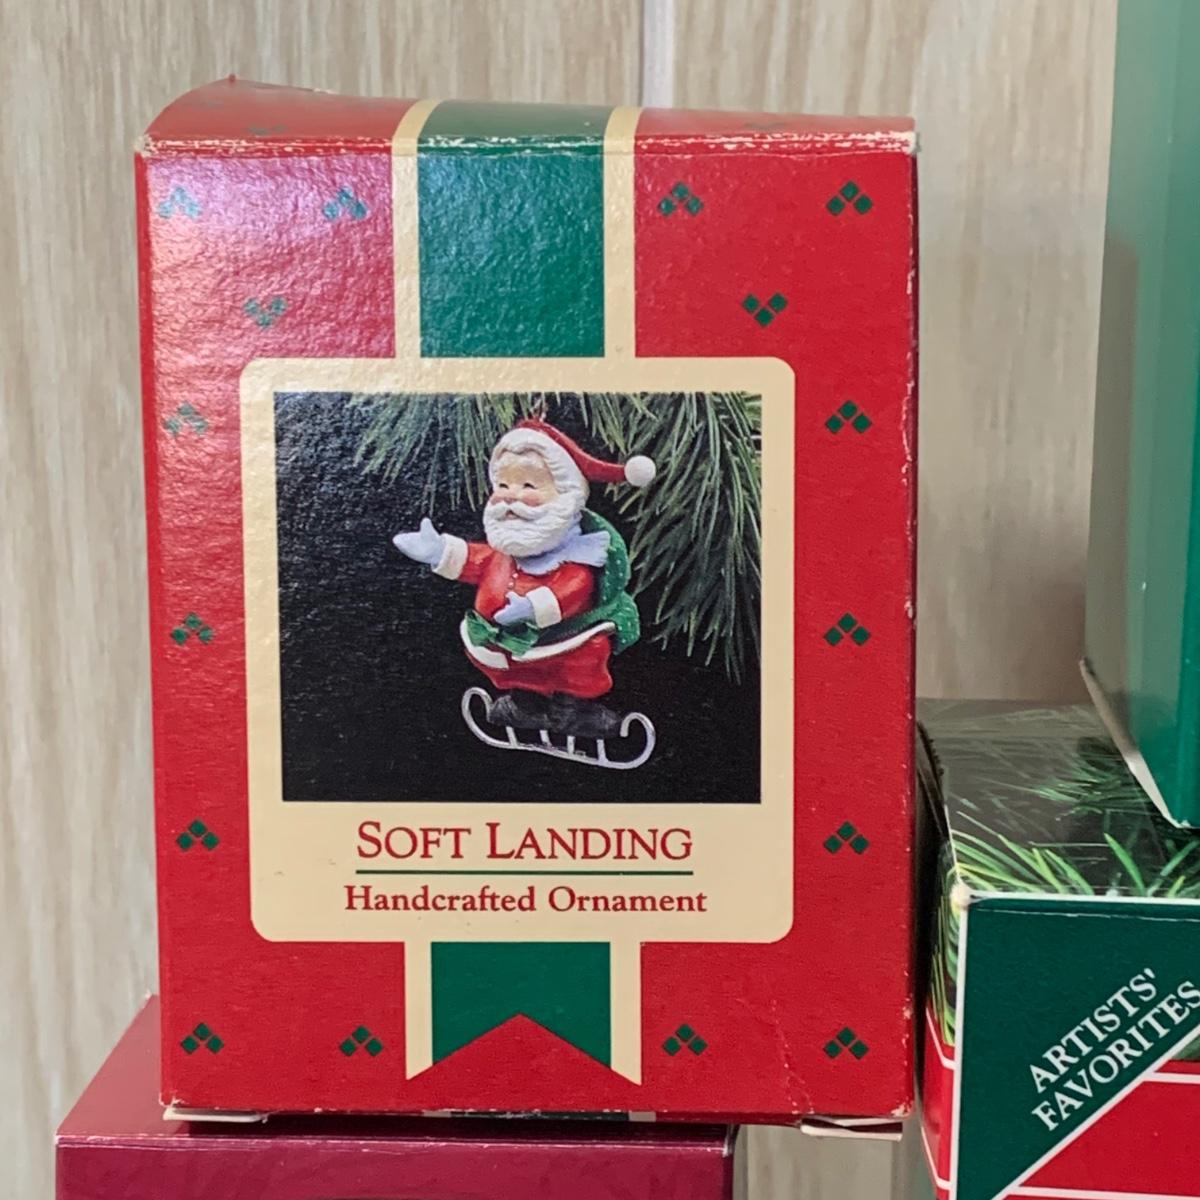 SOFT LANDING
Handcrafted Ornament
ARTISTS'
FAVORITES